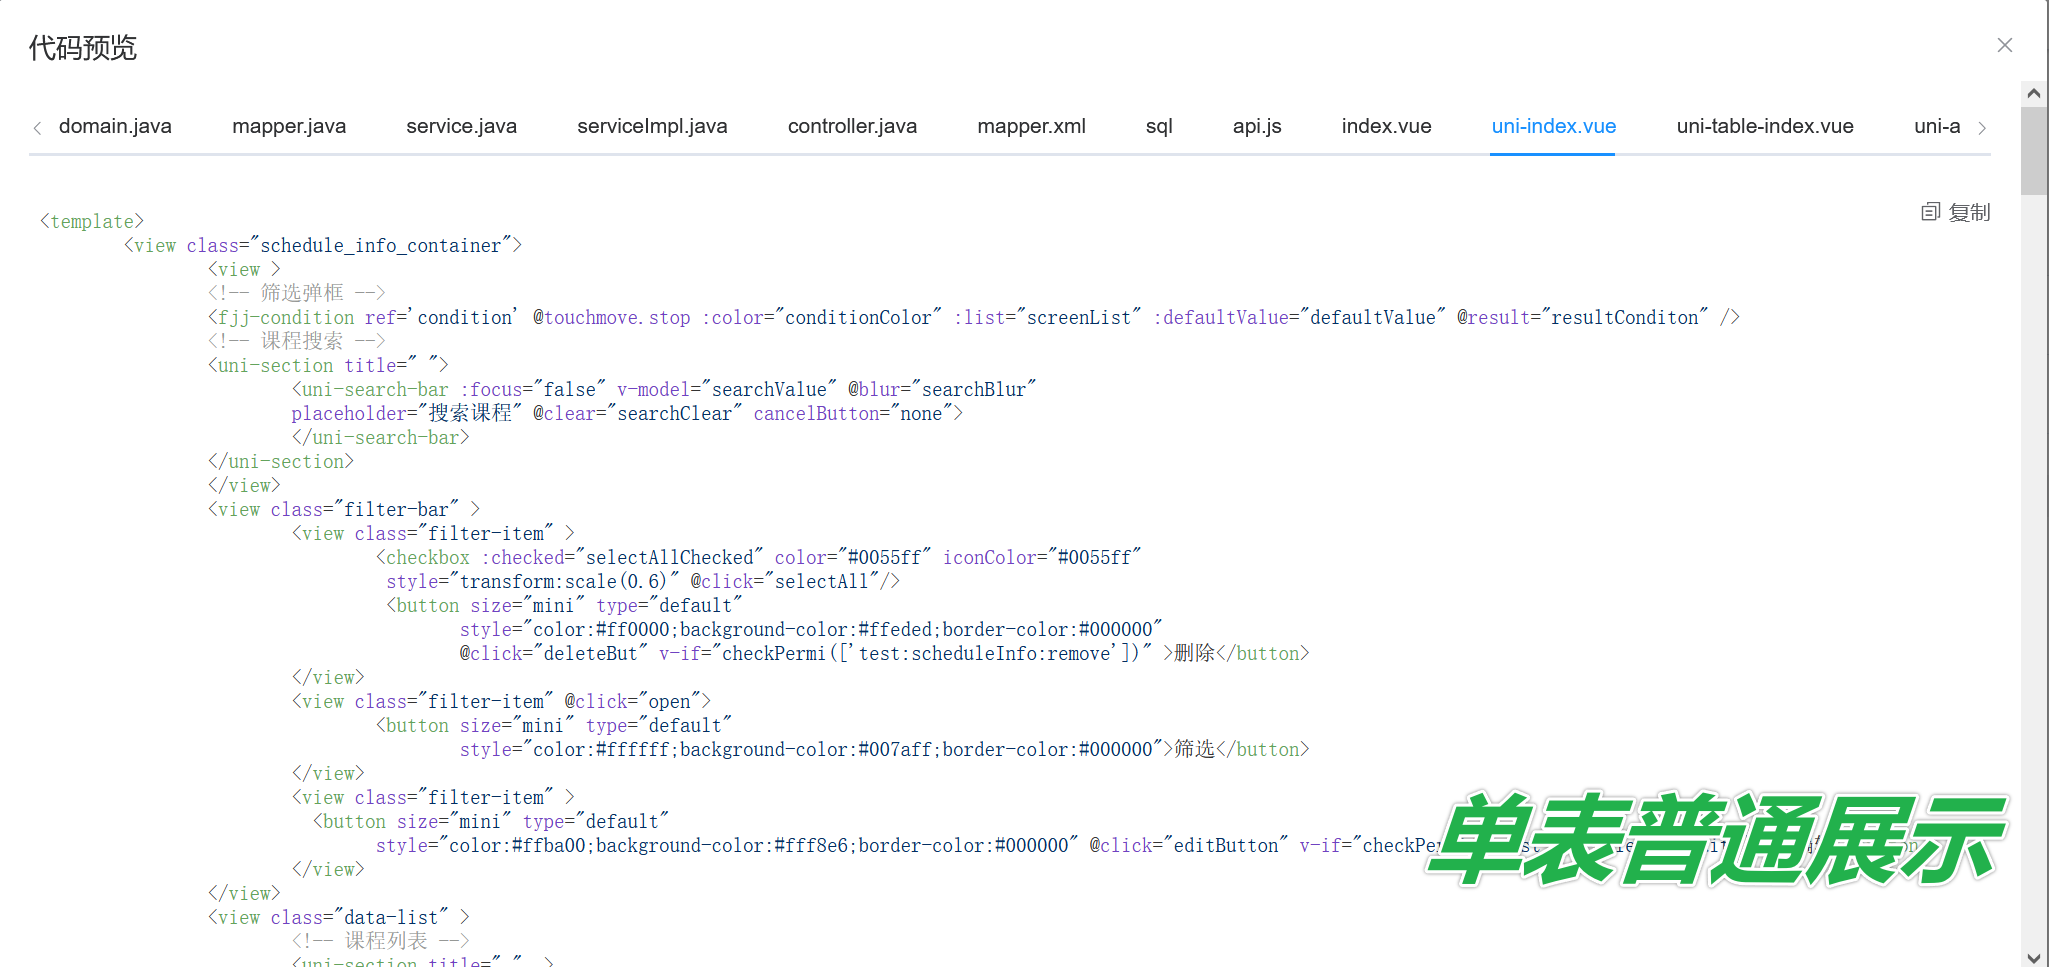 代码预览
domain.java mapper.java service.java serviceImpl.java controller.java mapper.xml sql api.js index.vue uni-index.vue uni-table-index.vue uni-a
复制
<template>
<view class="schedule_info_container">
<view >
<!-- 筛选弹框 -->
<fjj-condition ref='condition' @touchmove.stop :color="conditionColor" :list="screenList" :defaultValue="defaultValue" @result="resultConditon" />
<!-- 课程搜索 -->
<uni-section title=" ">
<uni-search-bar :focus="false" v-model="searchValue" @blur="searchBlur"
placeholder="搜索课程" @clear="searchClear" cancelButton="none">
</uni-search-bar>
</uni-section>
</view>
<view class="filter-bar" >
<view class="filter-item" >
<checkbox :checked="selectAllChecked" color="#0055ff" iconColor="#0055ff"
style="transform:scale(0.6)" @click="selectAll"/>
<button size="mini" type="default"
style="color:#ff0000;background-color:#ffeded;border-color:#000000"
@click="deleteBut" v-if="checkPermi(['test:scheduleInfo:remove'])" >删除</button>
</view>
<view class="filter-item" @click="open">
<button size="mini" type="default"
style="color:#ffffff;background-color:#007aff;border-color:#000000">筛选</button>
</view>
<view class="filter-item" >
<button size="mini" type="default"
style="color:#ffba00;background-color:#fff8e6;border-color:#000000" @click="editButton" v-if="checkPer
单表普通展示
</view>
</view>
<view class="data-list" >
<!-- 课程列表 -->
<uni-section title=" " >